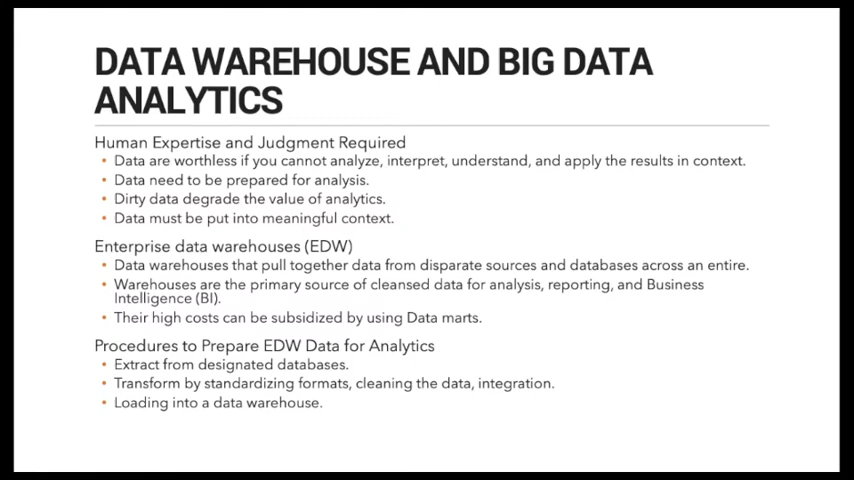 DATA WAREHOUSE AND BIG DATA
ANALYTICS
Human Expertise and Judgment Required
• Data are worthless if you cannot analyze, interpret, understand, and apply the results in context.
• Data need to be prepared for analysis.
• Dirty data degrade the value of analytics.
• Data must be put into meaningful context.
Enterprise data warehouses (EDW)
• Data warehouses that pull together data from disparate sources and databases across an entire.
• Warehouses are the primary source of cleansed data for analysis, reporting, and Business
Intelligence (BI).
• Their high costs can be subsidized by using Data marts.
Procedures to Prepare EDW Data for Analytics
• Extract from designated databases.
• Transform by standardizing formats, cleaning the data, integration.
• Loading into a data warehouse.